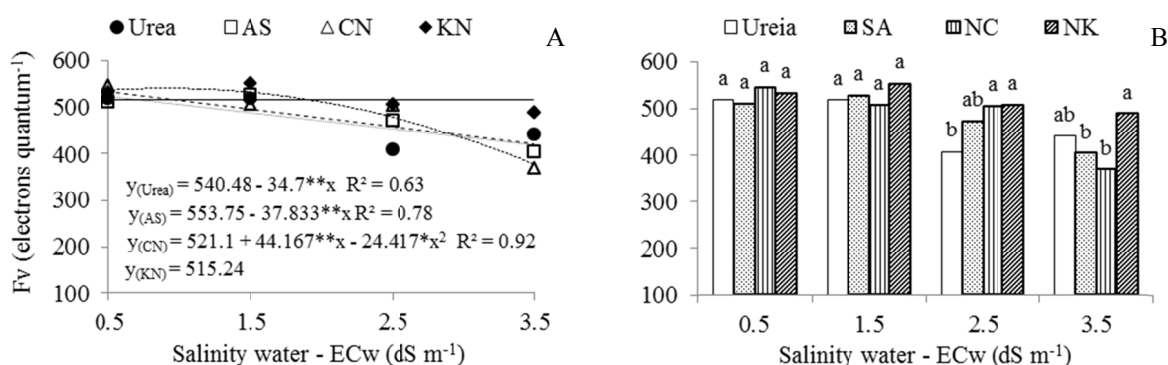 Urea AS CN KN
A
Fv (electrons quantum-1)
600
500
400
300
200
100
y(Urea) = 540.48 - 34.7**x R² = 0.63
y(AS) = 553.75 - 37.833**x R² = 0.78
y(CN) = 521.1 + 44.167**x - 24.417*x² R² = 0.92
y(KN) = 515.24
0.5 1.5 2.5 3.5
Salinity water - ECw (dS m-1)
Ureia SA NC NK
B
600
500
400
300
200
100
a a a a
a a a a
b ab a a
ab b b a
0.5 1.5 2.5 3.5
Salinity water - ECw (dS m-1)